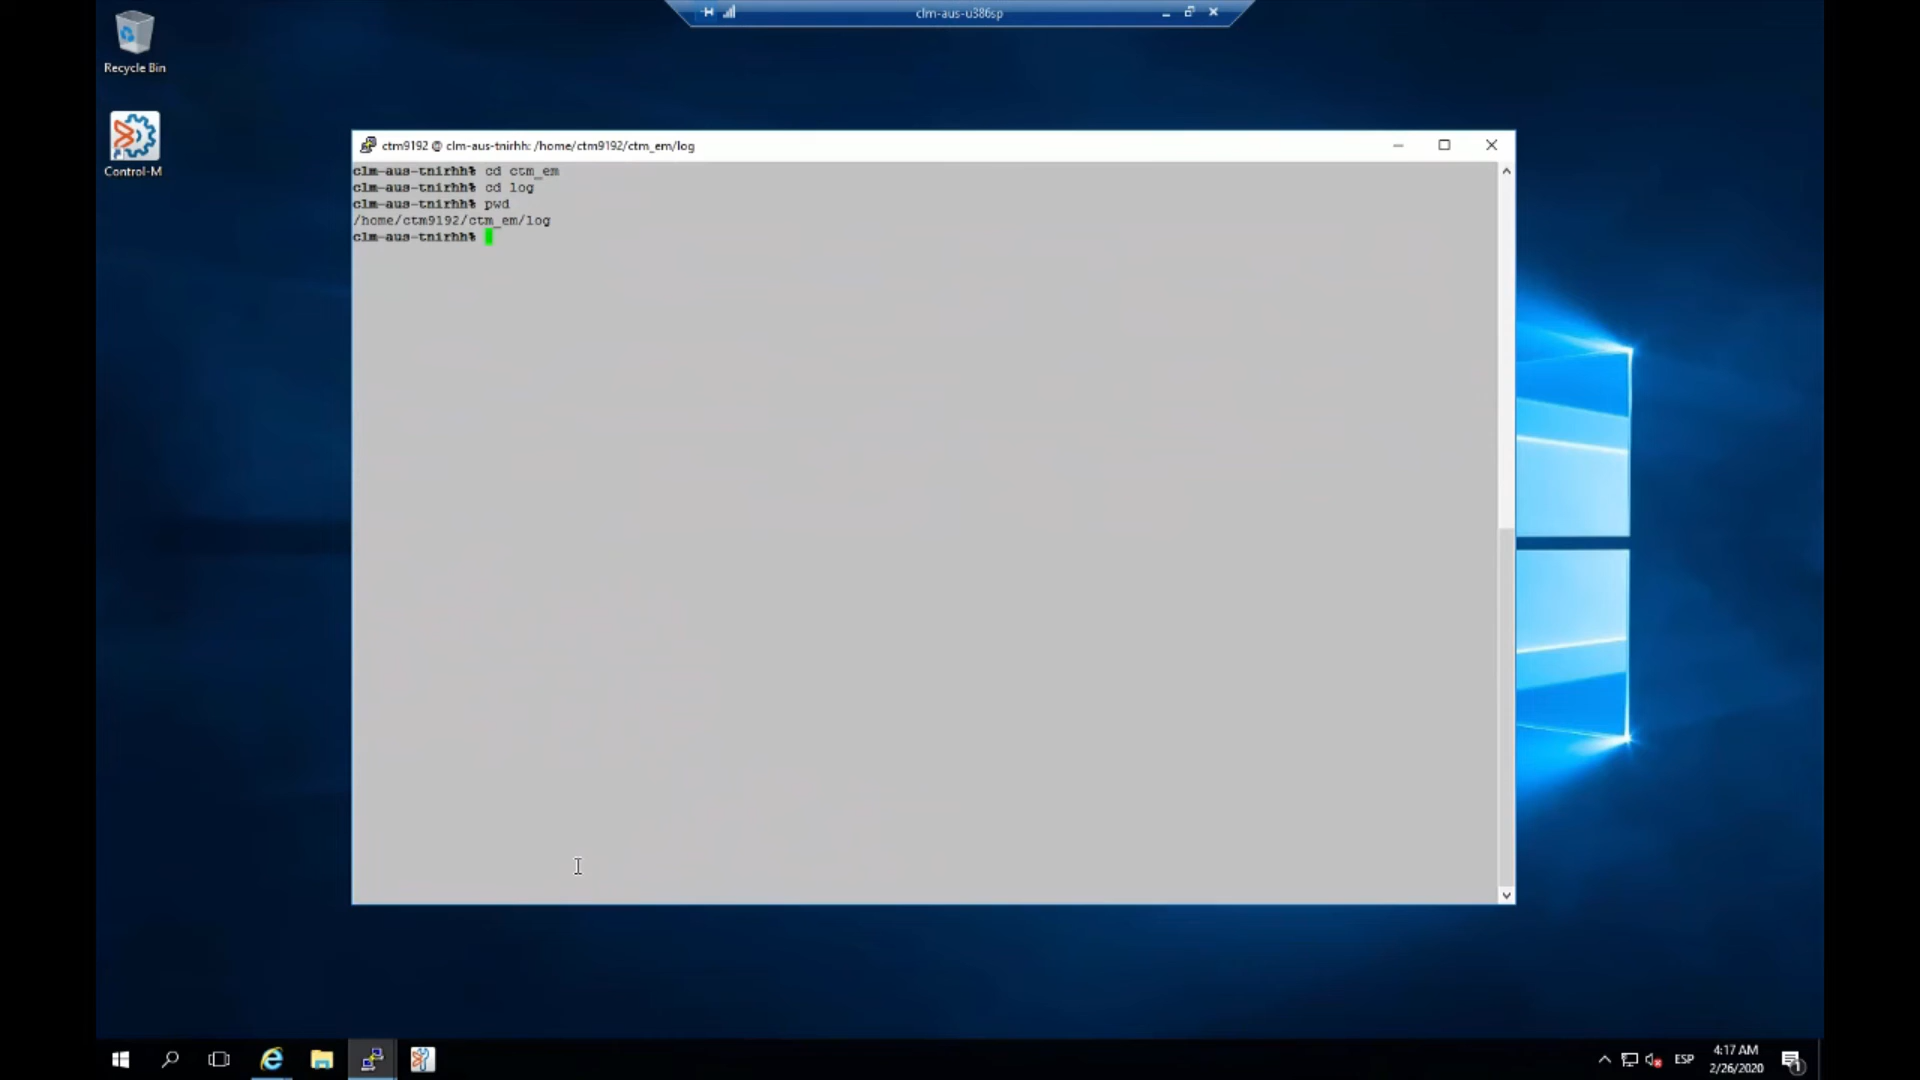 clm-aus-u386sp
Recycle Bin
Control-M
ctm9192 @ clm-aus-tnirhh: /home/ctm9192/ctm_em/log
clm-aus-tnirhh% cd ctm_em
clm-aus-tnirhh% cd log
clm-aus-tnirhh% pwd
/home/ctm9192/ctm_em/log
clm-aus-tnirhh%
ESP
4:17 AM
2/26/2020
1